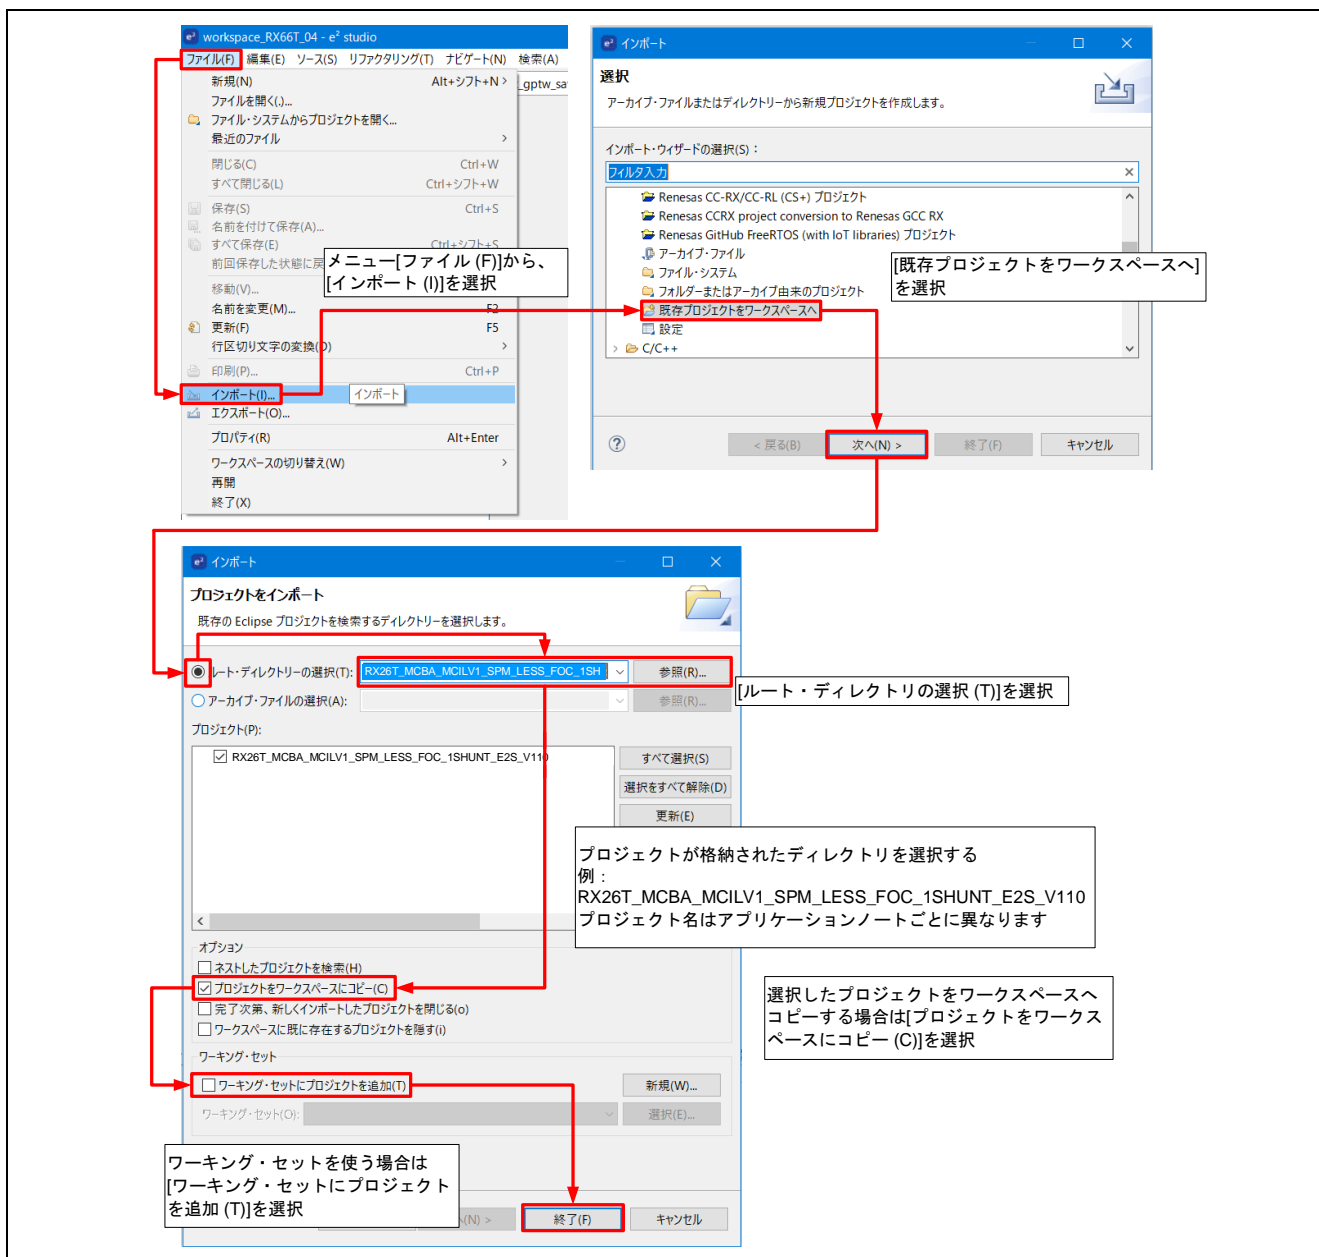 workspace_RX66T_04 - e² studio
ファイル(F) 編集(E) ソース(S) リファクタリング(T) ナビゲート(N) 検索(A)
新規(N) Alt+シフト+N >
ファイルを開く(.)...
ファイル・システムからプロジェクトを開く...
最近のファイル >
閉じる(C) Ctrl+W
すべて閉じる(L) Ctrl+シフト+W
保存(S) Ctrl+S
名前を付けて保存(A)...
すべて保存(E) Ctrl+シフト+S
前回保存した状態に戻
移動(V)...
名前を変更(M)... F2
更新(F) F5
行区切り文字の変換(D) >
印刷(P)... Ctrl+P
インポート(I)...
インポート
エクスポート(O)...
プロパティ(R) Alt+Enter
ワークスペースの切り替え(W) >
再開
終了(X)
_gptw_sa
メニュー[ファイル (F)]から、
[インポート (I)]を選択
インポート
選択
アーカイブ・ファイルまたはディレクトリーから新規プロジェクトを作成します。
インポート・ウィザードの選択(S)：
フィルタ入力
Renesas CC-RX/CC-RL (CS+) プロジェクト
Renesas CCRX project conversion to Renesas GCC RX
Renesas GitHub FreeRTOS (with IoT libraries) プロジェクト
アーカイブ・ファイル
ファイル・システム
フォルダーまたはアーカイブ由来のプロジェクト
既存プロジェクトをワークスペースへ
設定
> C/C++
[既存プロジェクトをワークスペースへ]
を選択
< 戻る(B) 次へ(N) > 終了(F) キャンセル
インポート
プロジェクトをインポート
既存の Eclipse プロジェクトを検索するディレクトリーを選択します。
ルート・ディレクトリーの選択(T): RX26T_MCBA_MCILV1_SPM_LESS_FOC_1SH 参照(R)...
アーカイブ・ファイルの選択(A): 参照(R)...
[ルート・ディレクトリの選択 (T)]を選択
プロジェクト(P):
RX26T_MCBA_MCILV1_SPM_LESS_FOC_1SHUNT_E2S_V110
すべて選択(S)
選択をすべて解除(D)
更新(E)
プロジェクトが格納されたディレクトリを選択する
例：
RX26T_MCBA_MCILV1_SPM_LESS_FOC_1SHUNT_E2S_V110
プロジェクト名はアプリケーションノートごとに異なります
オプション
ネストしたプロジェクトを検索(H)
プロジェクトをワークスペースにコピー(C)
完了次第、新しくインポートしたプロジェクトを閉じる(o)
ワークスペースに既に存在するプロジェクトを隠す(i)
選択したプロジェクトをワークスペースへ
コピーする場合は[プロジェクトをワークス
ペースにコピー (C)]を選択
ワーキング・セット
ワーキング・セットにプロジェクトを追加(T) 新規(W)...
ワーキング・セット(O): 選択(E)...
ワーキング・セットを使う場合は
[ワーキング・セットにプロジェクト
を追加 (T)]を選択
(N) > 終了(F) キャンセル